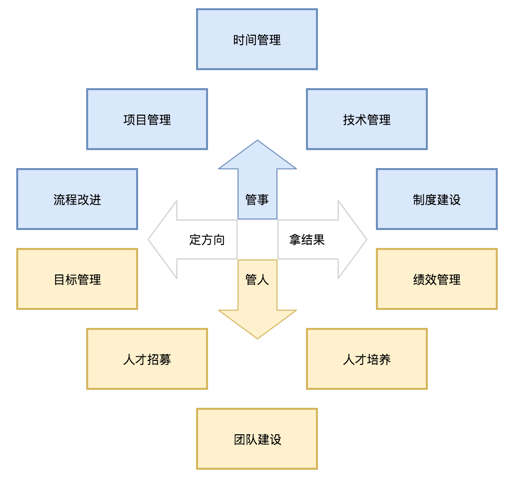 时间管理
项目管理
技术管理
流程改进
管事
制度建设
定方向
拿结果
目标管理
管人
绩效管理
人才招募
人才培养
团队建设